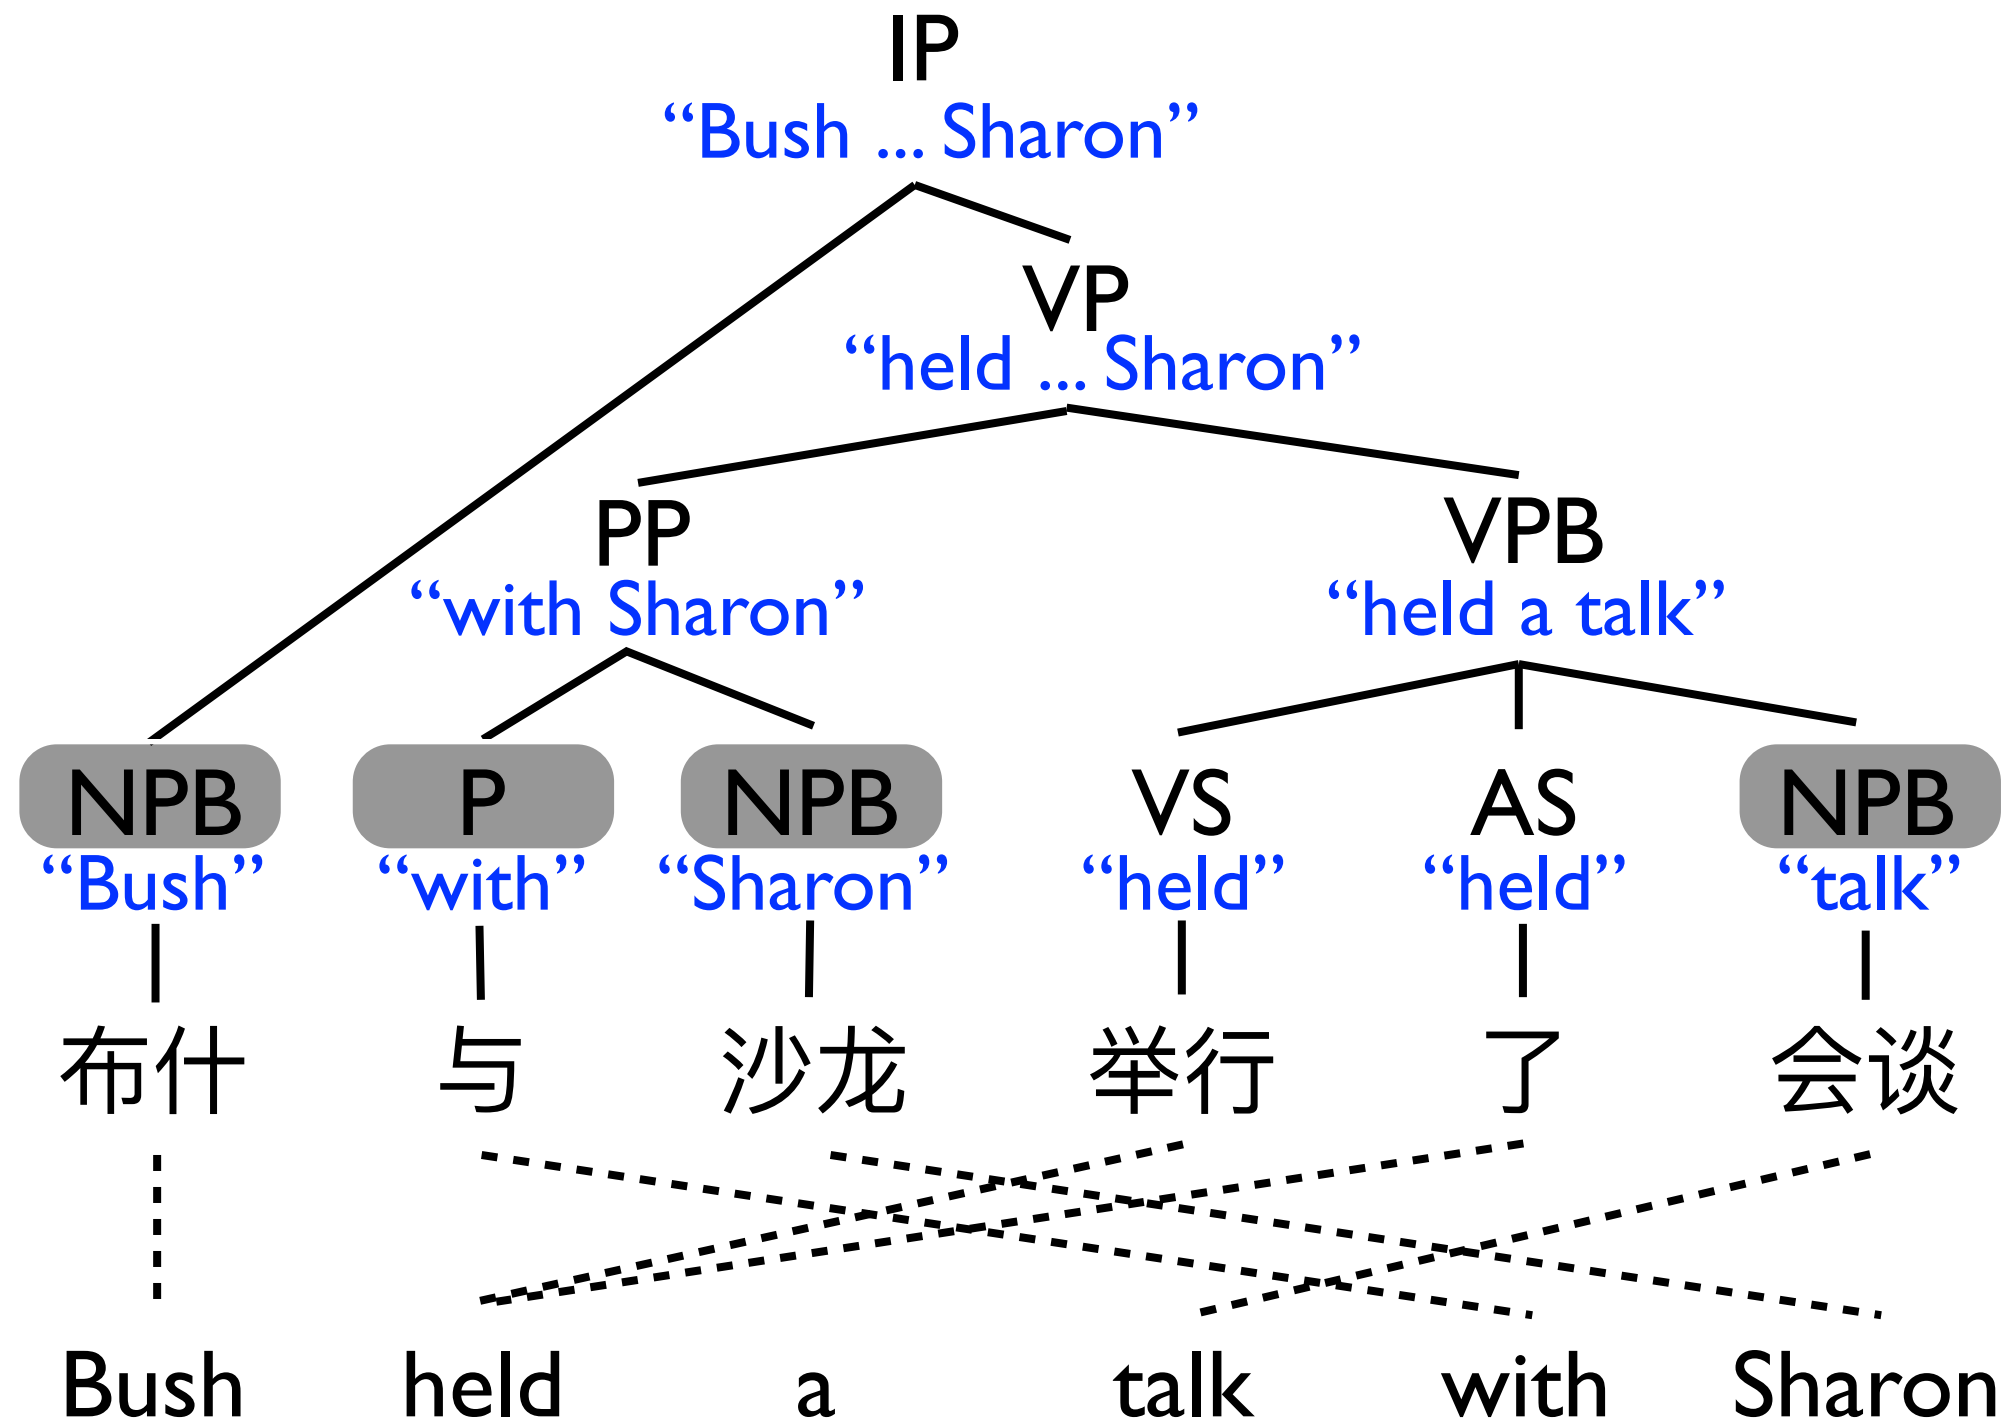 IP
“Bush ... Sharon”
VP
“held ... Sharon”
PP VPB
“with Sharon” “held a talk”
NPB P NPB VS AS NPB
“Bush” “with” “Sharon” “held” “held” “talk”
布什 与 沙龙 举行 了 会谈
Bush held a talk with Sharon